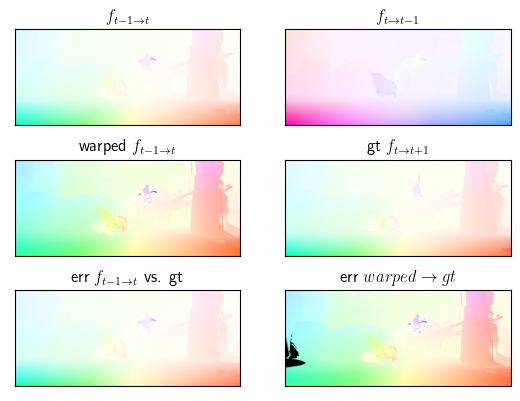 f_{t−1→t}
f_{t→t−1}
warped f_{t−1→t}
gt f_{t→t+1}
err f_{t−1→t} vs. gt
err warped → gt